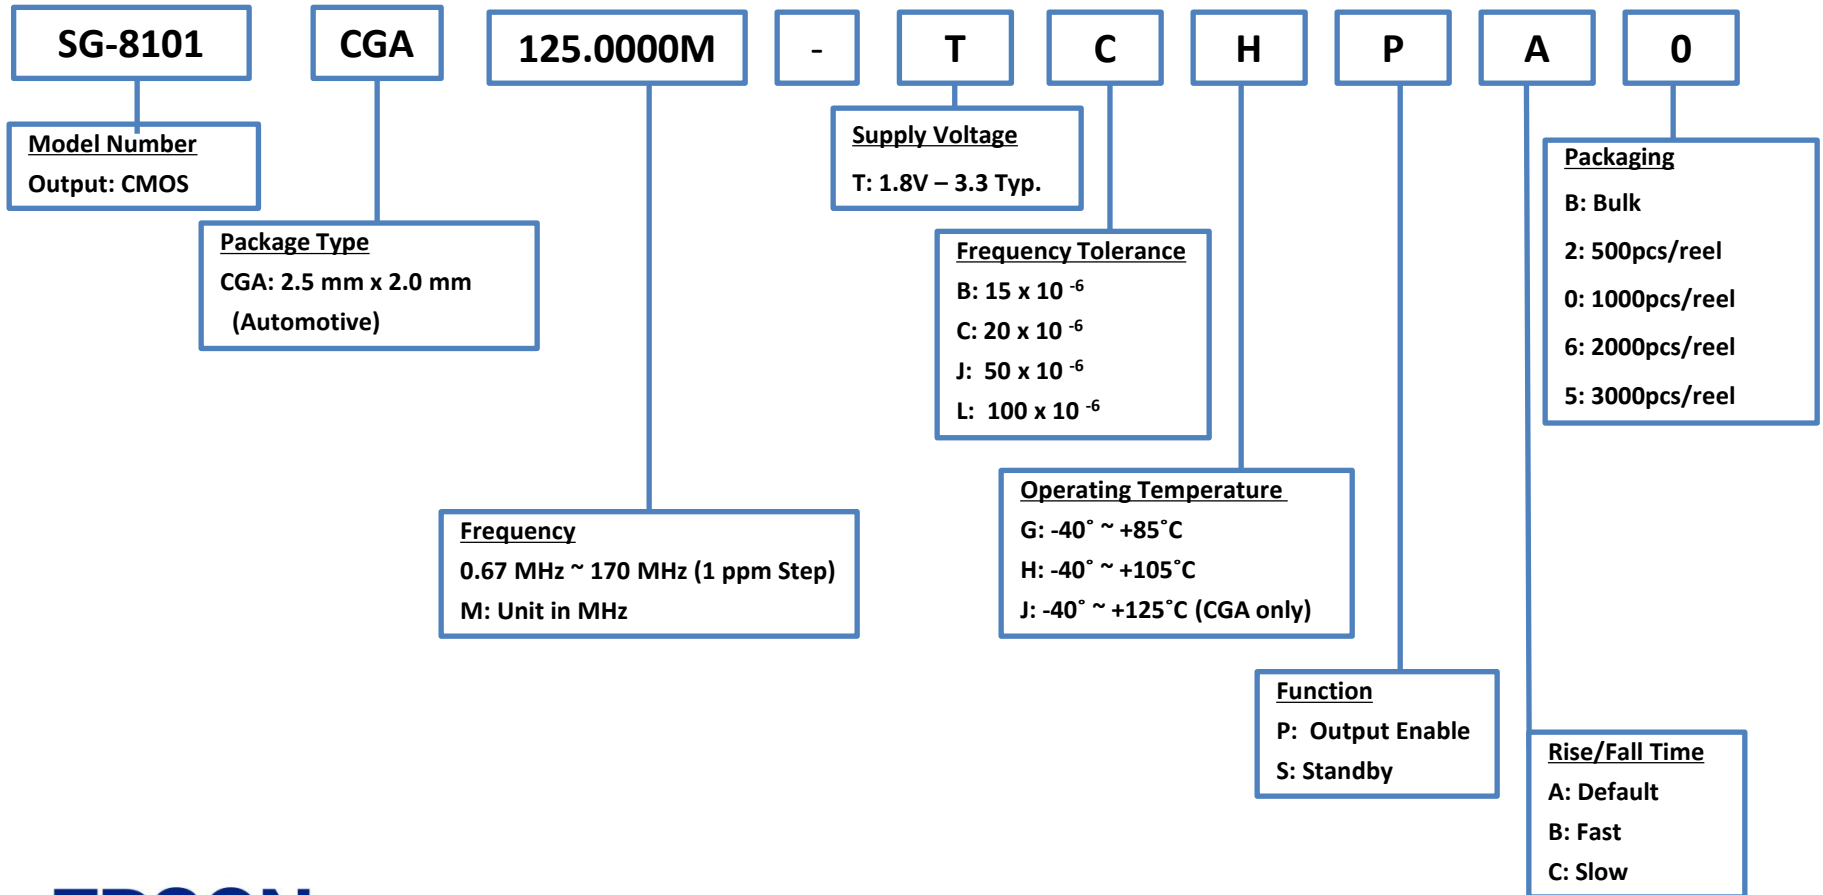 SG-8101 CGA 125.0000M - T C H P A 0
Model Number
Output: CMOS
Package Type
CGA: 2.5 mm x 2.0 mm
(Automotive)
Frequency
0.67 MHz ~ 170 MHz (1 ppm Step)
M: Unit in MHz
Supply Voltage
T: 1.8V – 3.3 Typ.
Frequency Tolerance
B: 15 x 10 -6
C: 20 x 10 -6
J: 50 x 10 -6
L: 100 x 10 -6
Operating Temperature
G: -40˚ ~ +85˚C
H: -40˚ ~ +105˚C
J: -40˚ ~ +125˚C (CGA only)
Function
P: Output Enable
S: Standby
Rise/Fall Time
A: Default
B: Fast
C: Slow
Packaging
B: Bulk
2: 500pcs/reel
0: 1000pcs/reel
6: 2000pcs/reel
5: 3000pcs/reel